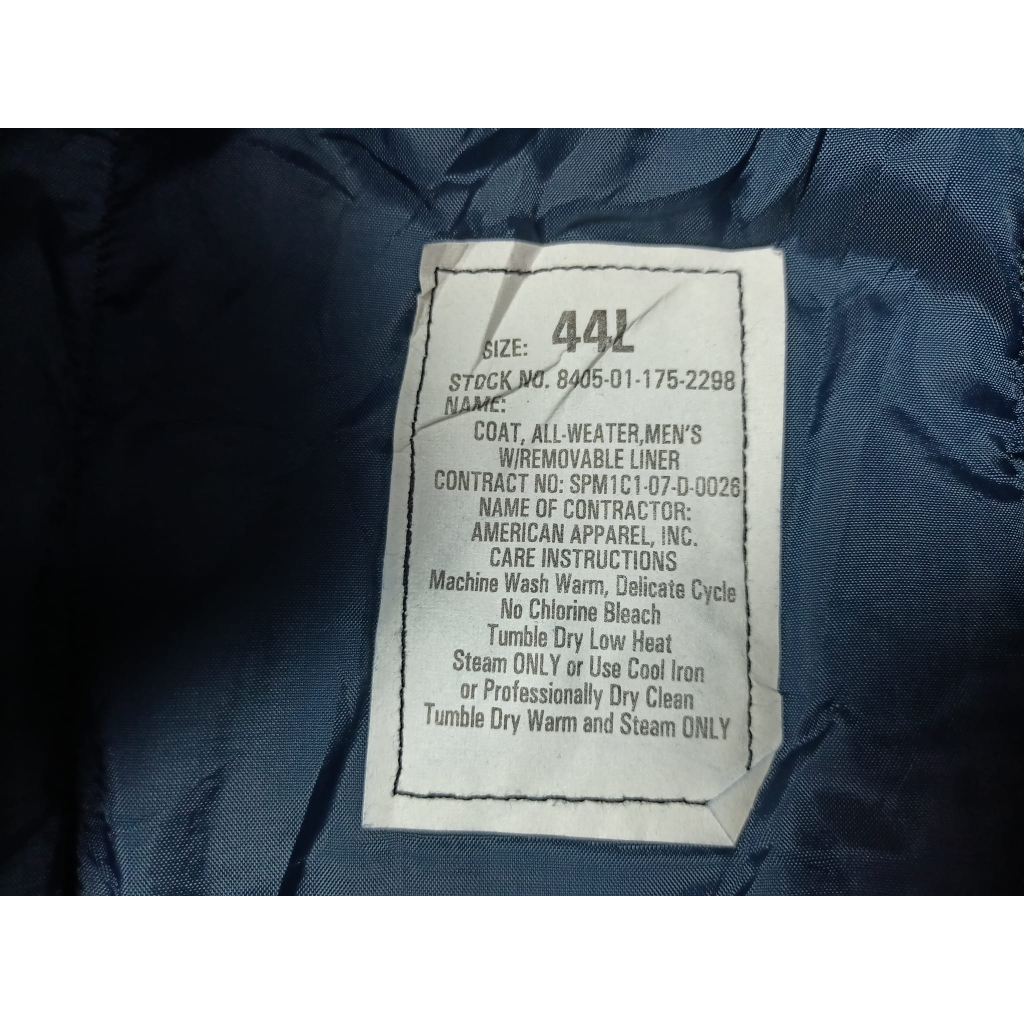 SIZE: 44L
STOCK NO. 8405-01-175-2298
NAME:
COAT, ALL-WEATER,MEN'S
W/REMOVABLE LINER
CONTRACT NO: SPM1C1-07-D-0026
NAME OF CONTRACTOR:
AMERICAN APPAREL, INC.
CARE INSTRUCTIONS
Machine Wash Warm, Delicate Cycle
No Chlorine Bleach
Tumble Dry Low Heat
Steam ONLY or Use Cool Iron
or Professionally Dry Clean
Tumble Dry Warm and Steam ONLY